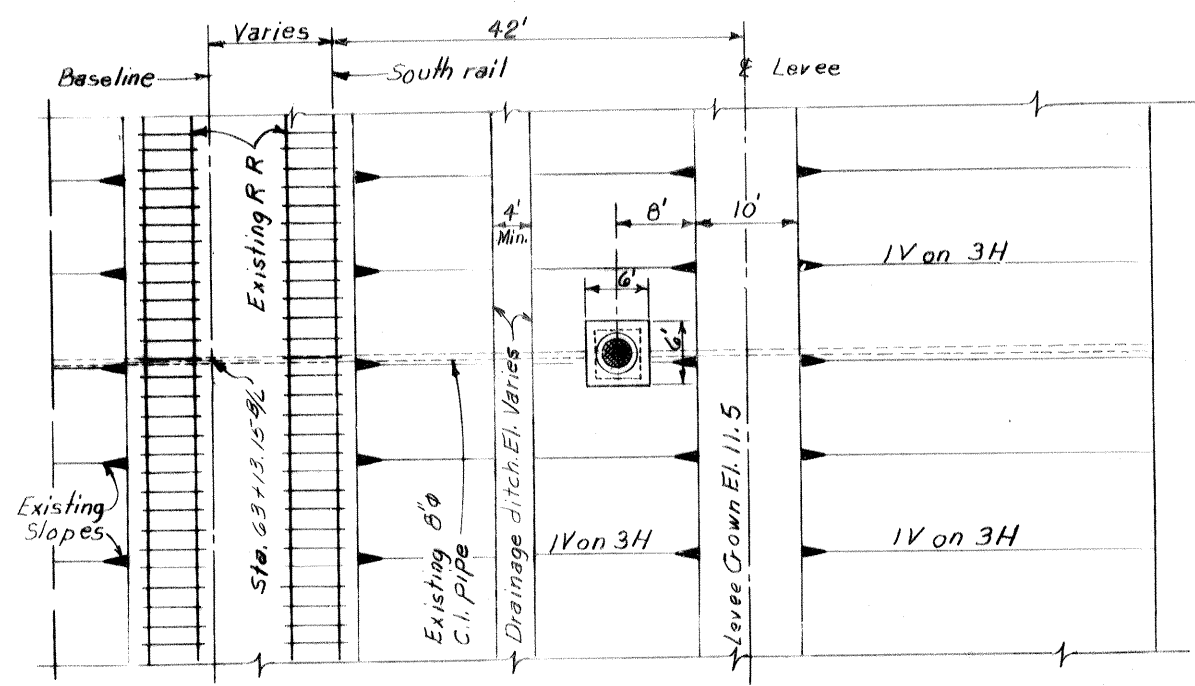 Varies
42'
Baseline
South rail
℄ Levee
Existing R R
4'
Min.
8'
10'
1V on 3H
6'
6'
Sta. 63+13.15 B/L
Existing 8"φ
C.I. Pipe
Drainage ditch. El. Varies
Levee Crown El. 11.5
Existing
Slopes
1V on 3H
1V on 3H